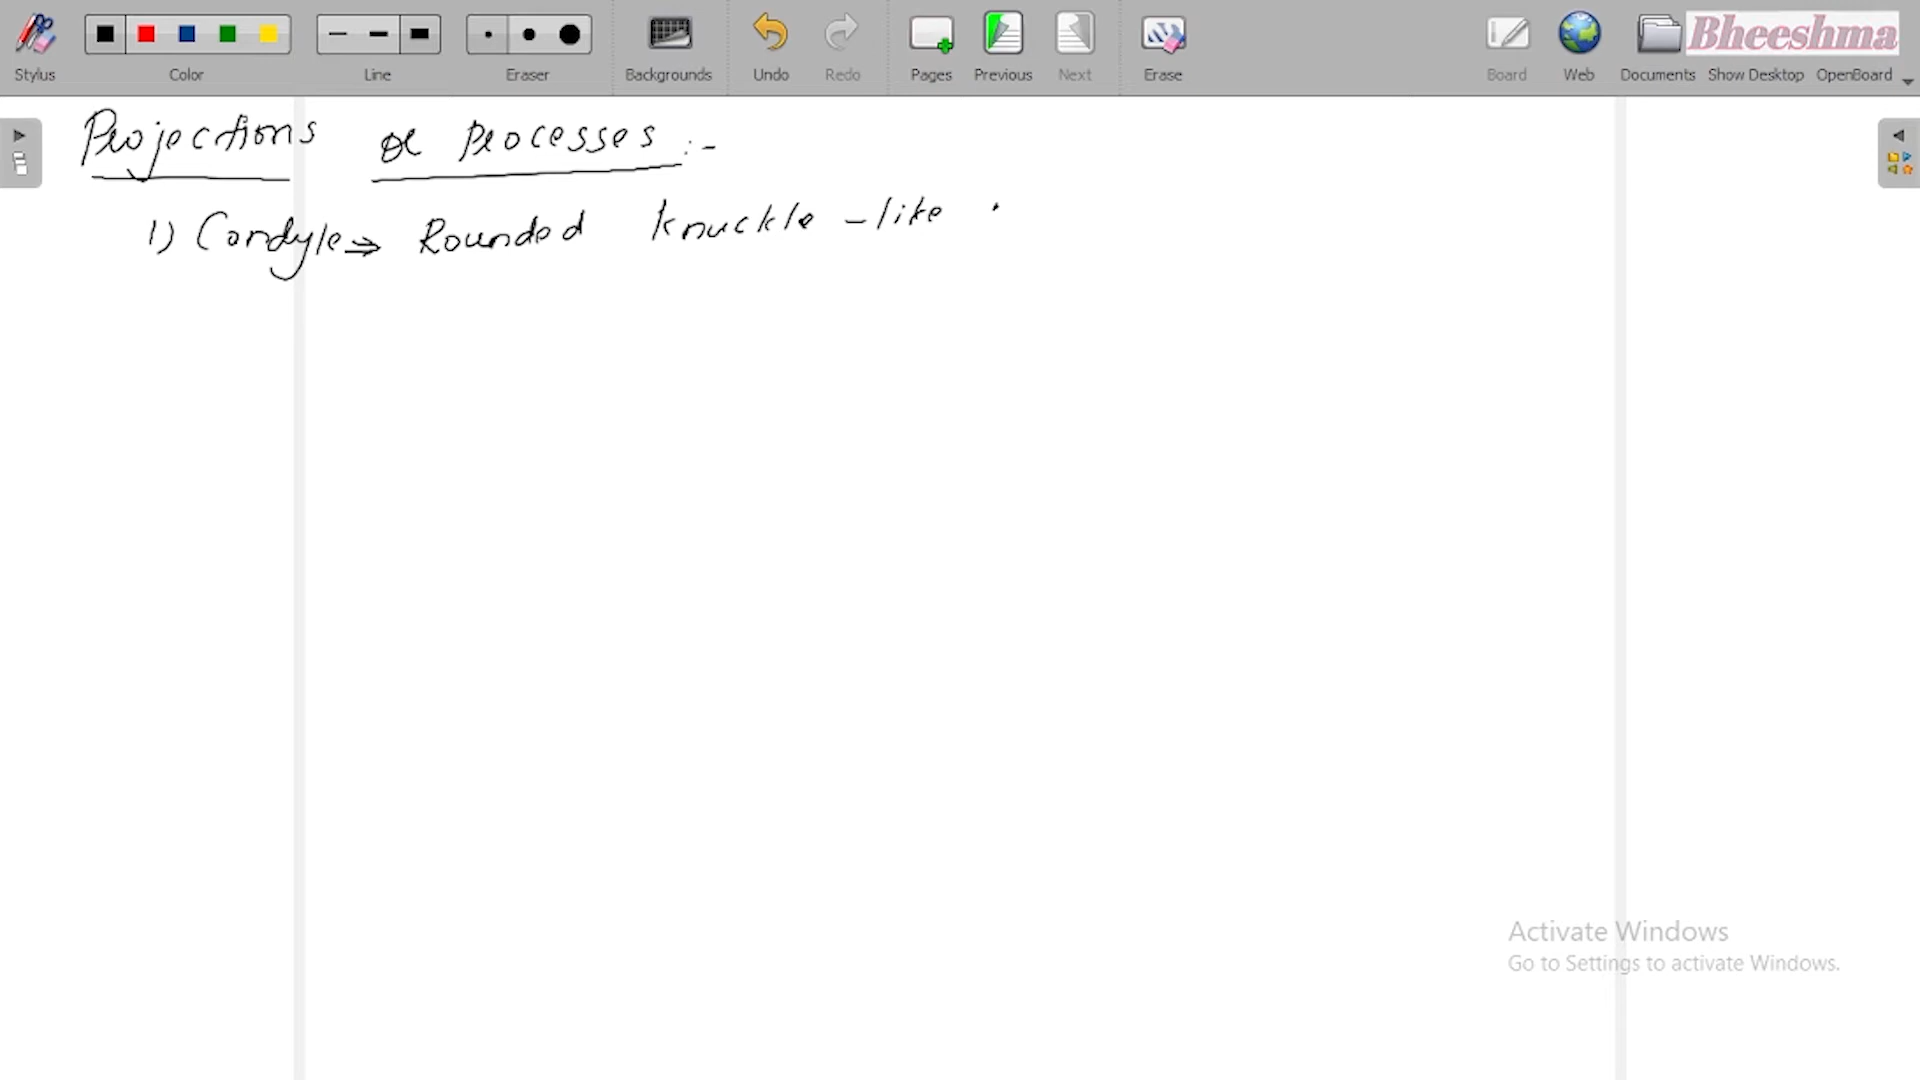 Stylus
Color
Line
Eraser
Backgrounds
Undo
Redo
Pages
Previous
Next
Erase
Board
Web
Documents
Show Desktop
OpenBoard
Bheeshma
Projections or Processes :-
1) Condyle ⇒ Rounded knuckle-like
Activate Windows
Go to Settings to activate Windows.